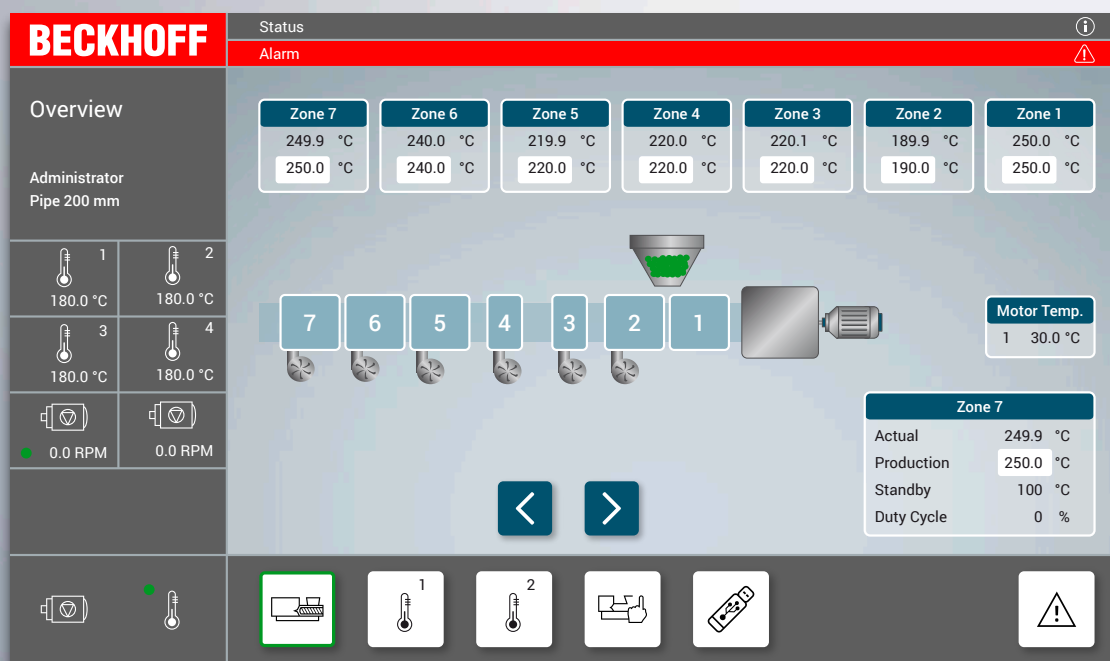 BECKHOFF
Status
Alarm
Overview
Administrator
Pipe 200 mm
1
180.0 °C
2
180.0 °C
3
180.0 °C
4
180.0 °C
0.0 RPM
0.0 RPM
Zone 7
249.9 °C
250.0 °C
Zone 6
240.0 °C
240.0 °C
Zone 5
219.9 °C
220.0 °C
Zone 4
220.0 °C
220.0 °C
Zone 3
220.1 °C
220.0 °C
Zone 2
189.9 °C
190.0 °C
Zone 1
250.0 °C
250.0 °C
7 6 5 4 3 2 1
Motor Temp.
1 30.0 °C
Zone 7
Actual 249.9 °C
Production 250.0 °C
Standby 100 °C
Duty Cycle 0 %
1
2